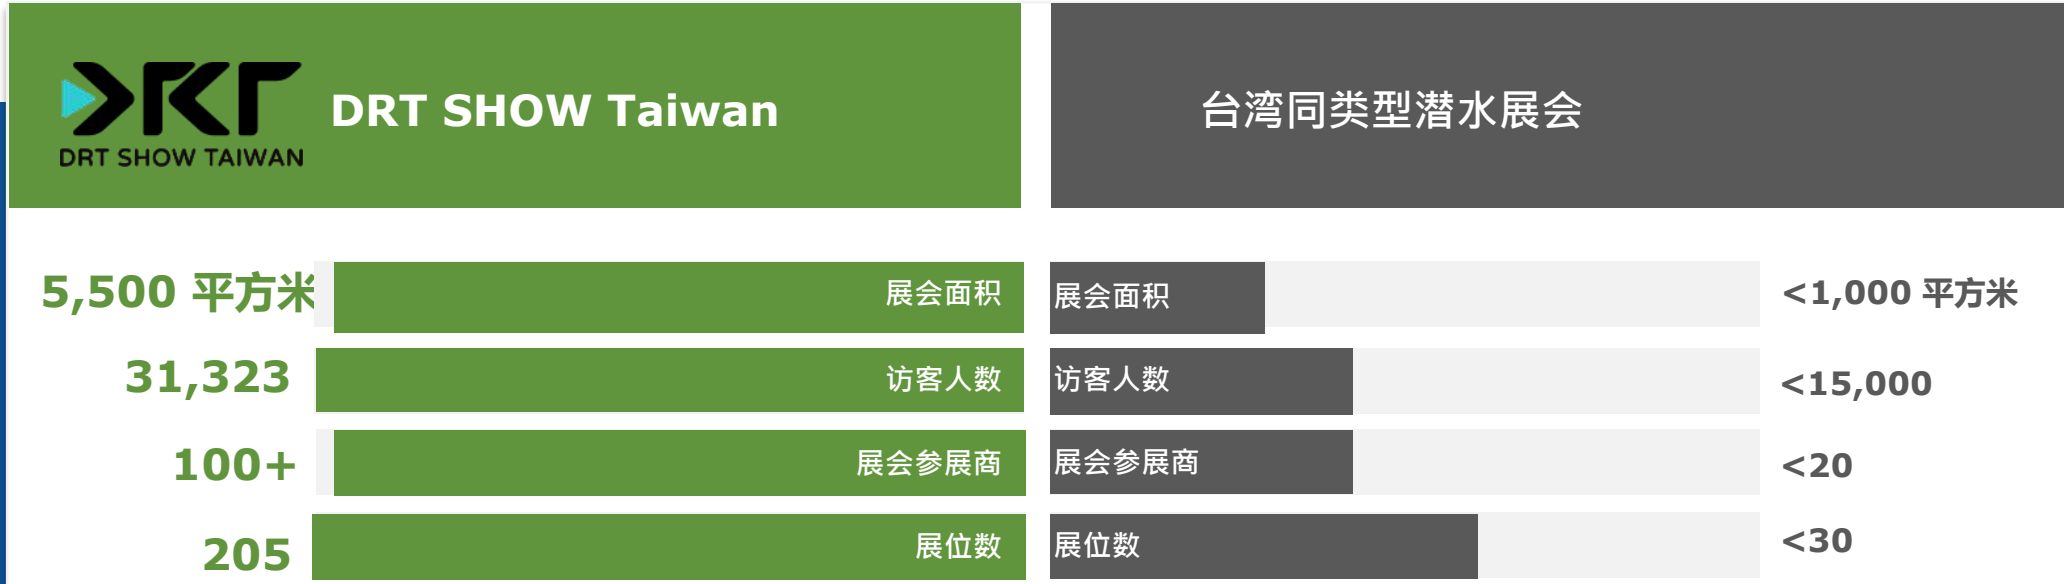 DRT
DRT SHOW TAIWAN
DRT SHOW Taiwan
台湾同类型潜水展会
5,500 平方米
展会面积
展会面积
<1,000 平方米
31,323
访客人数
访客人数
<15,000
100+
展会参展商
展会参展商
<20
205
展位数
展位数
<30